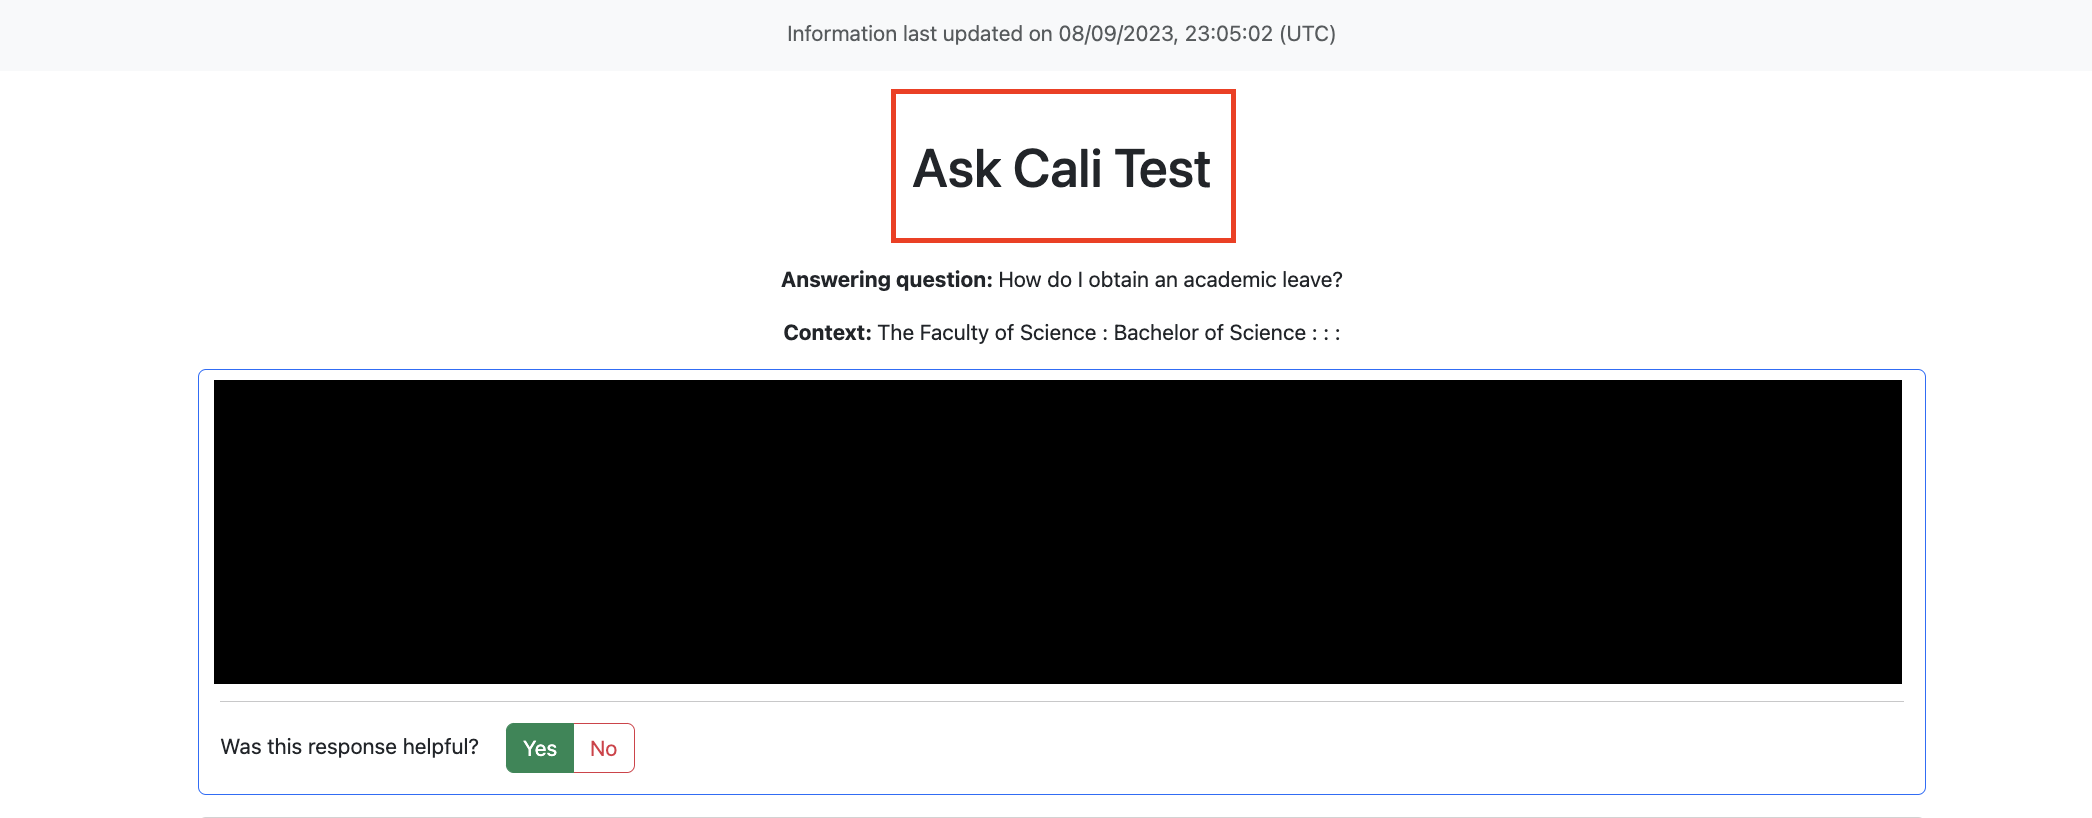 Information last updated on 08/09/2023, 23:05:02 (UTC)
Ask Cali Test
Answering question: How do I obtain an academic leave?
Context: The Faculty of Science : Bachelor of Science : : :
Was this response helpful? Yes No